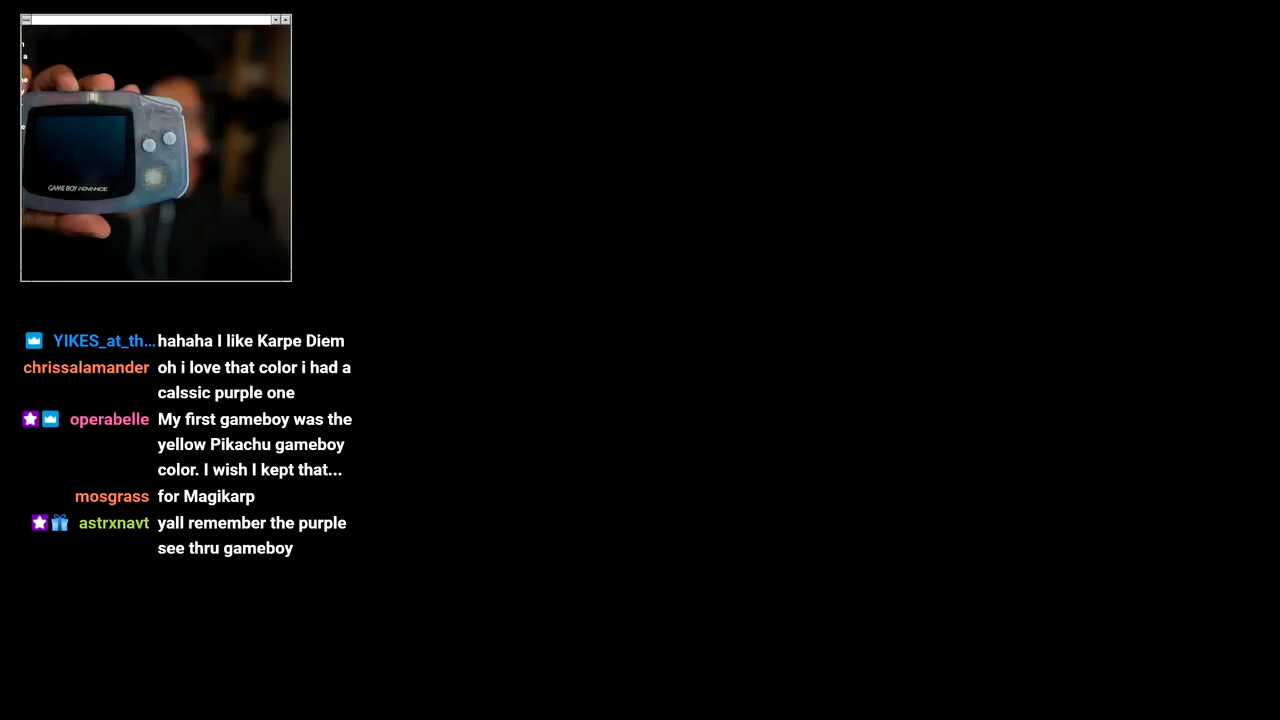 n
a
he
y
e
GAME BOY ADVANCE
YIKES_at_th... hahaha I like Karpe Diem
chrissalamander oh i love that color i had a
calssic purple one
operabelle My first gameboy was the
yellow Pikachu gameboy
color. I wish I kept that...
mosgrass for Magikarp
astrxnavt yall remember the purple
see thru gameboy